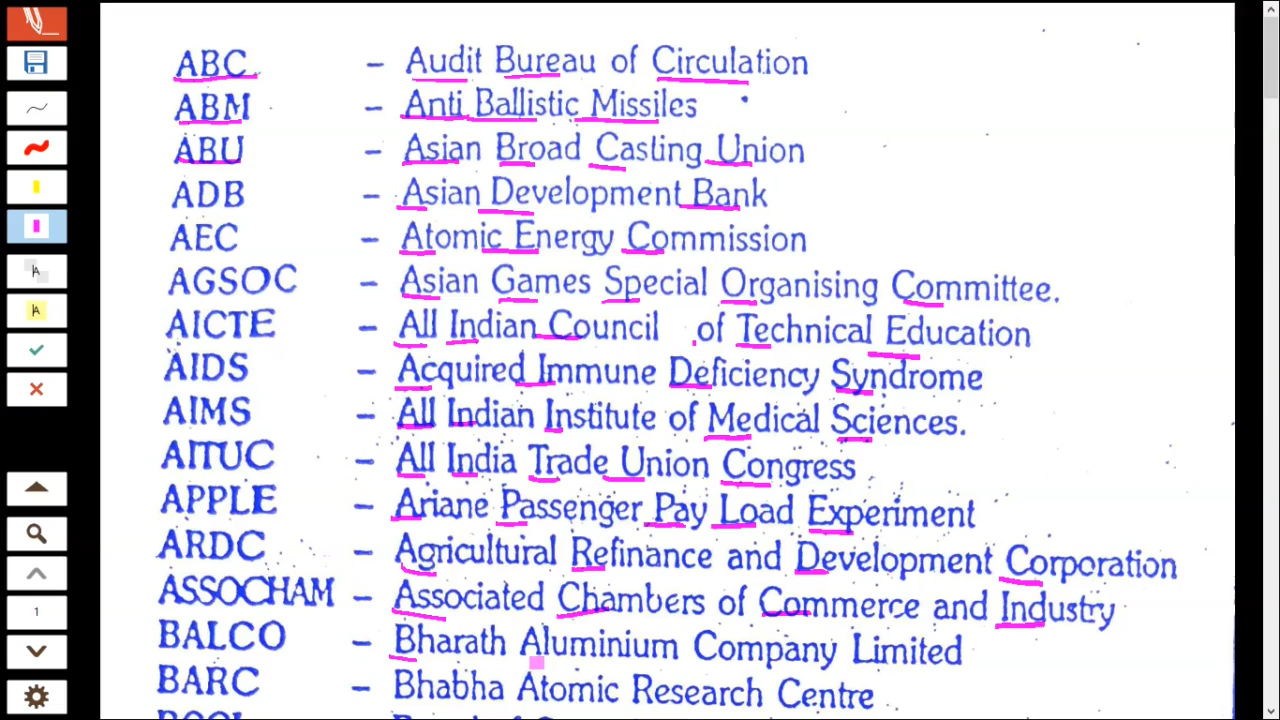 ABC - Audit Bureau of Circulation
ABM - Anti Ballistic Missiles
ABU - Asian Broad Casting Union
ADB - Asian Development Bank
AEC - Atomic Energy Commission
AGSOC - Asian Games Special Organising Committee.
AICTE - All Indian Council of Technical Education
AIDS - Acquired Immune Deficiency Syndrome
AIMS - All Indian Institute of Medical Sciences.
AITUC - All India Trade Union Congress
APPLE - Ariane Passenger Pay Load Experiment
ARDC - Agricultural Refinance and Development Corporation
ASSOCHAM - Associated Chambers of Commerce and Industry
BALCO - Bharath Aluminium Company Limited
BARC - Bhabha Atomic Research Centre
1